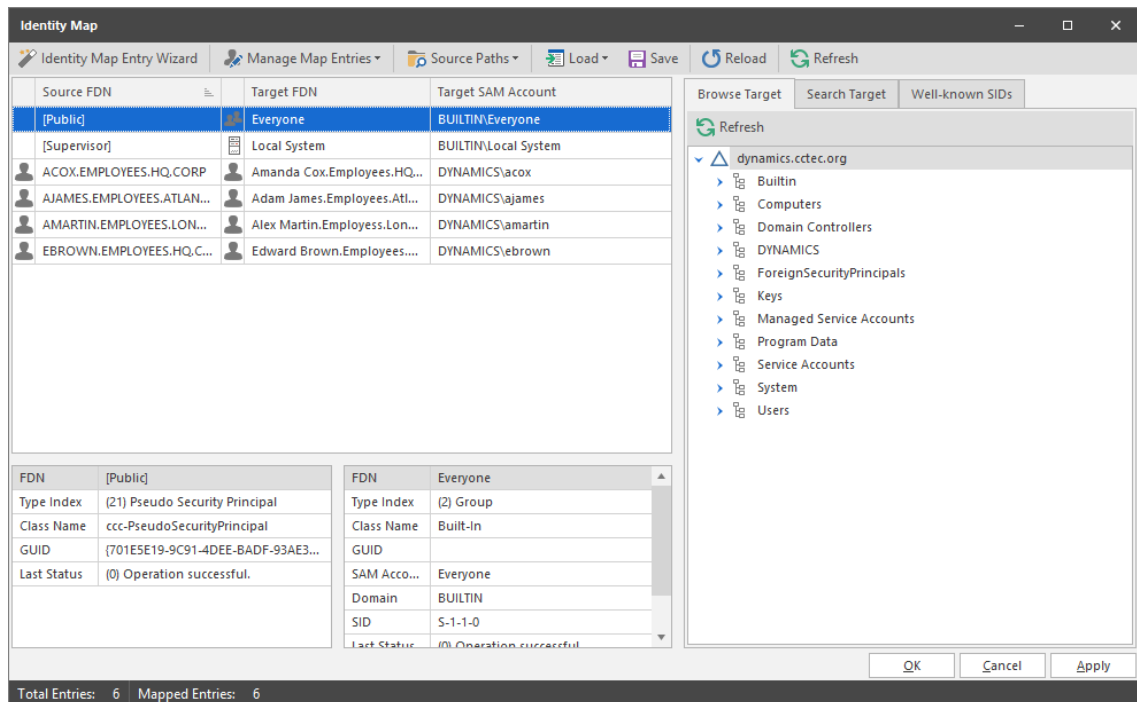 Identity Map
Identity Map Entry Wizard Manage Map Entries Source Paths Load Save Reload Refresh
Source FDN Target FDN Target SAM Account
[Public] Everyone BUILTIN\Everyone
[Supervisor] Local System BUILTIN\Local System
ACOX.EMPLOYEES.HQ.CORP Amanda Cox.Employees.HQ... DYNAMICS\acox
AJAMES.EMPLOYEES.ATLAN... Adam James.Employees.Atl... DYNAMICS\ajames
AMARTIN.EMPLOYEES.LON... Alex Martin.Employess.Lon... DYNAMICS\amartin
EBROWN.EMPLOYEES.HQ.C... Edward Brown.Employees.... DYNAMICS\ebrown
FDN [Public]
Type Index (21) Pseudo Security Principal
Class Name ccc-PseudoSecurityPrincipal
GUID {701E5E19-9C91-4DEE-BADF-93AE3...
Last Status (0) Operation successful.
FDN Everyone
Type Index (2) Group
Class Name Built-In
GUID
SAM Acco... Everyone
Domain BUILTIN
SID S-1-1-0
Last Status (0) Operation successful
Browse Target Search Target Well-known SIDs
Refresh
dynamics.cctec.org
Builtin
Computers
Domain Controllers
DYNAMICS
ForeignSecurityPrincipals
Keys
Managed Service Accounts
Program Data
Service Accounts
System
Users
OK Cancel Apply
Total Entries: 6 Mapped Entries: 6